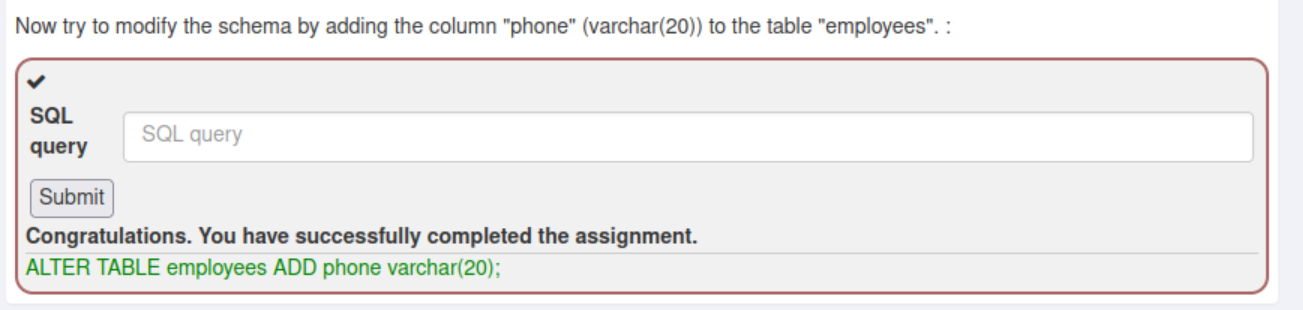 Now try to modify the schema by adding the column "phone" (varchar(20)) to the table "employees". :
SQL
query
SQL query
Submit
Congratulations. You have successfully completed the assignment.
ALTER TABLE employees ADD phone varchar(20);